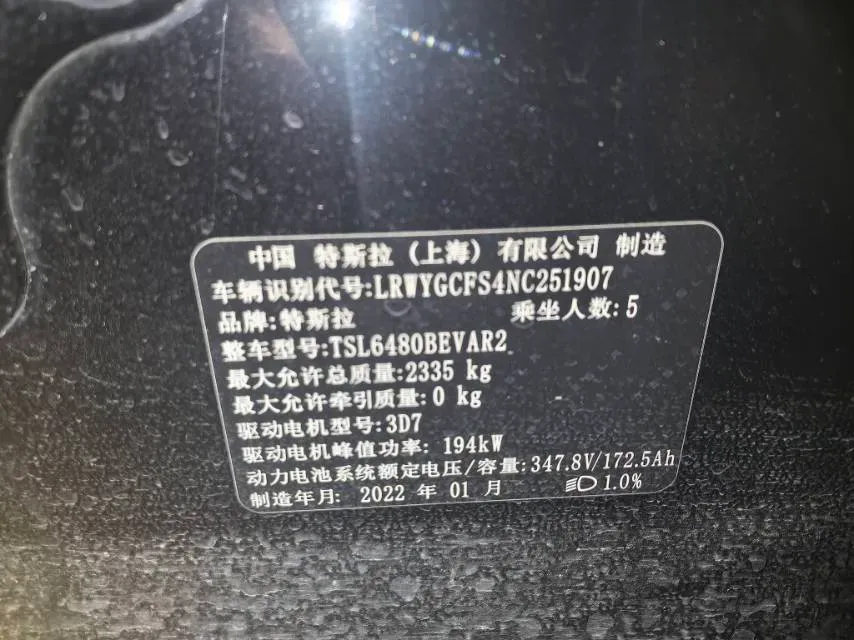 中国 特斯拉 (上海) 有限公司 制造
车辆识别代号:LRWYGCFS4NC251907
品牌:特斯拉 乘坐人数:5
整车型号:TSL6480BEVAR2
最大允许总质量:2335 kg
最大允许牵引质量:0 kg
驱动电机型号:3D7
驱动电机峰值功率: 194kW
动力电池系统额定电压/容量:347.8V/172.5Ah
制造年月: 2022 年 01 月 1.0%